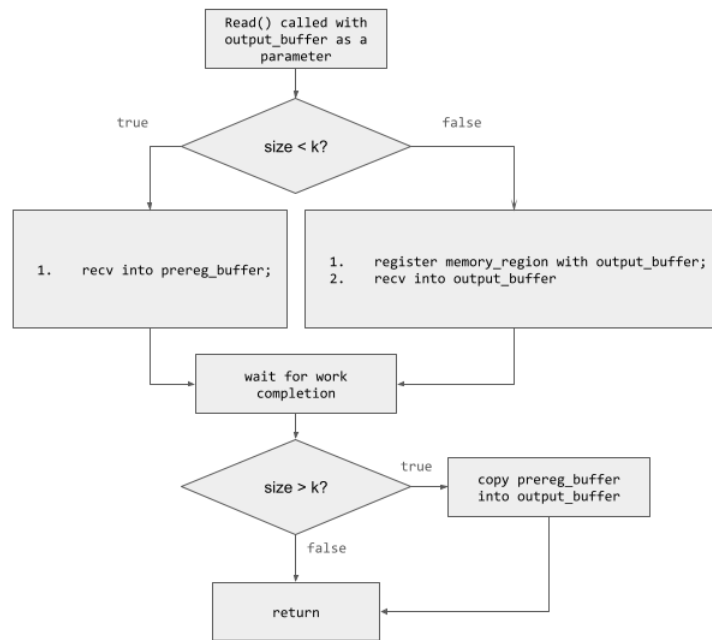 Read() called with
output_buffer as a
parameter
true
false
size < k?
1. recv into prereg_buffer;
1. register memory_region with output_buffer;
2. recv into output_buffer
wait for work
completion
size > k?
true
copy prereg_buffer
into output_buffer
false
return